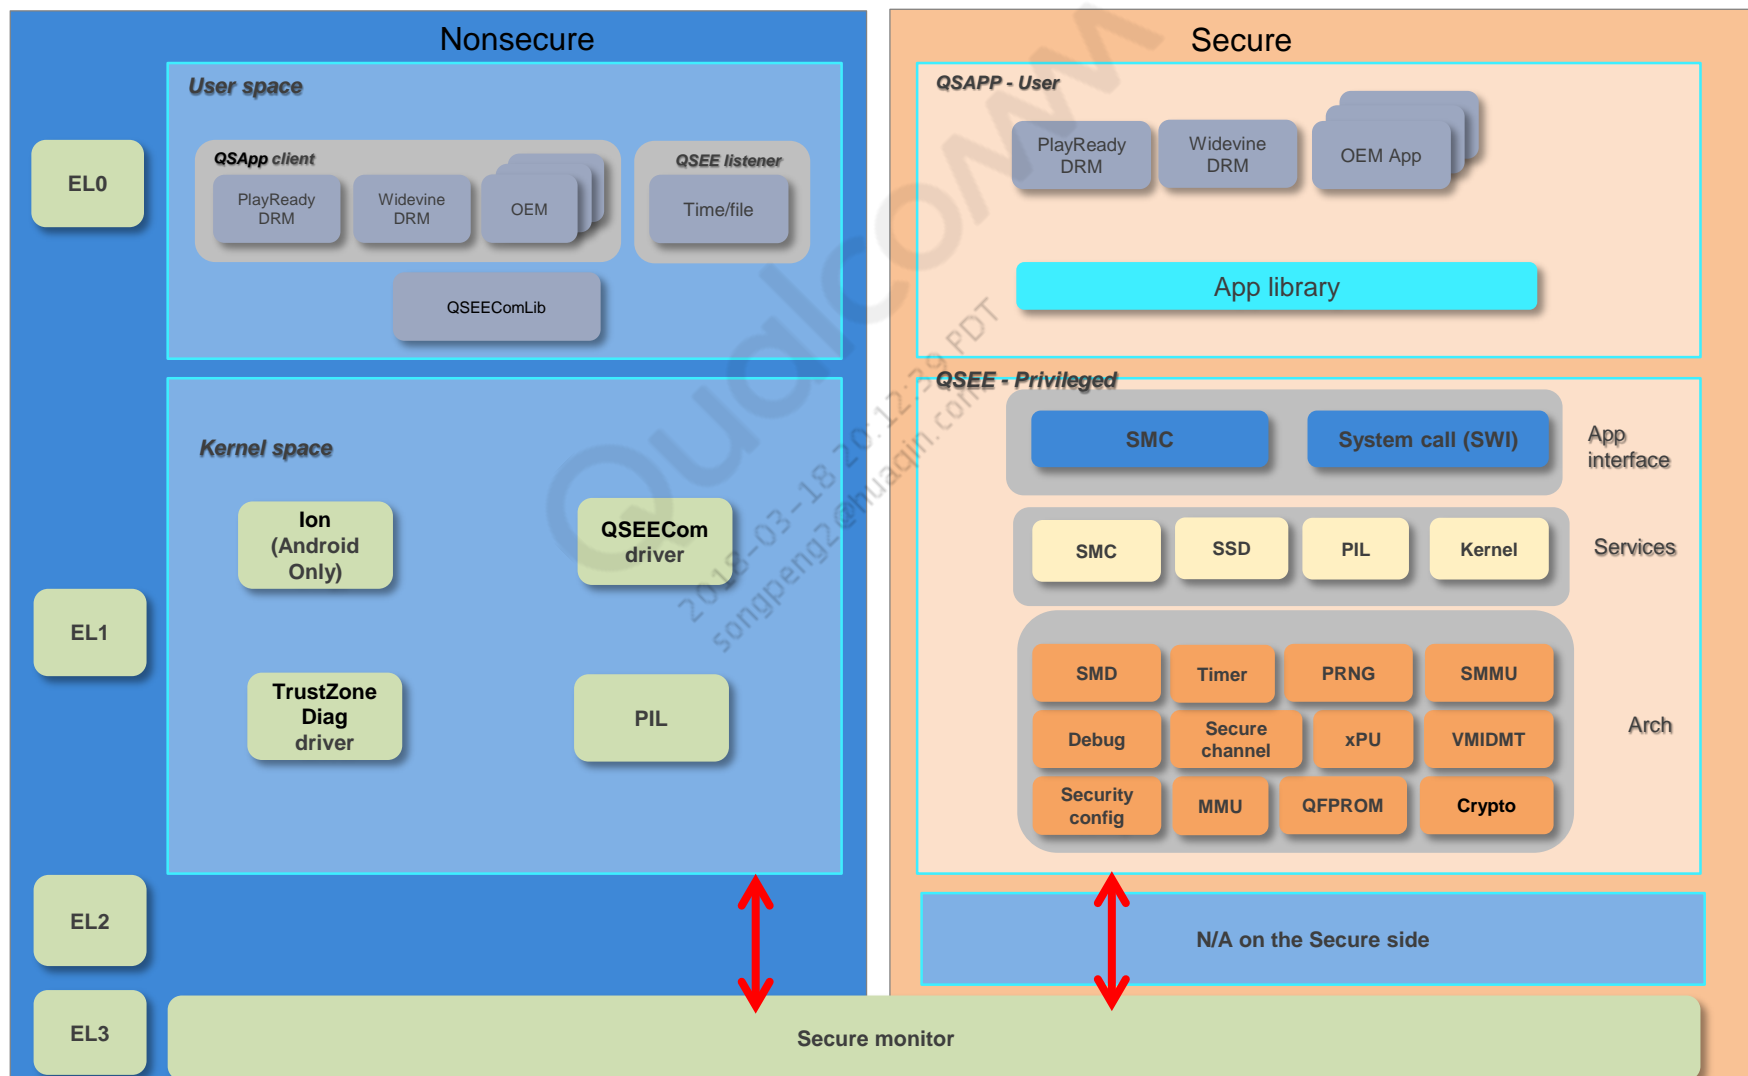 Nonsecure
User space
EL0
QSApp client
PlayReady
DRM
Widevine
DRM
OEM
QSEE listener
Time/file
QSEEComLib
Kernel space
Ion
(Android
Only)
QSEECom
driver
EL1
TrustZone
Diag
driver
PIL
EL2
EL3
Secure monitor
Secure
QSAPP - User
PlayReady
DRM
Widevine
DRM
OEM App
App library
QSEE - Privileged
SMC
System call (SWI)
App
interface
SMC
SSD
PIL
Kernel
Services
SMD
Timer
PRNG
SMMU
Debug
Secure
channel
xPU
VMIDMT
Arch
Security
config
MMU
QFPROM
Crypto
N/A on the Secure side
Qualcomm
2018-03-18 20:12:39 PDT
songpeng2@huaqin.com